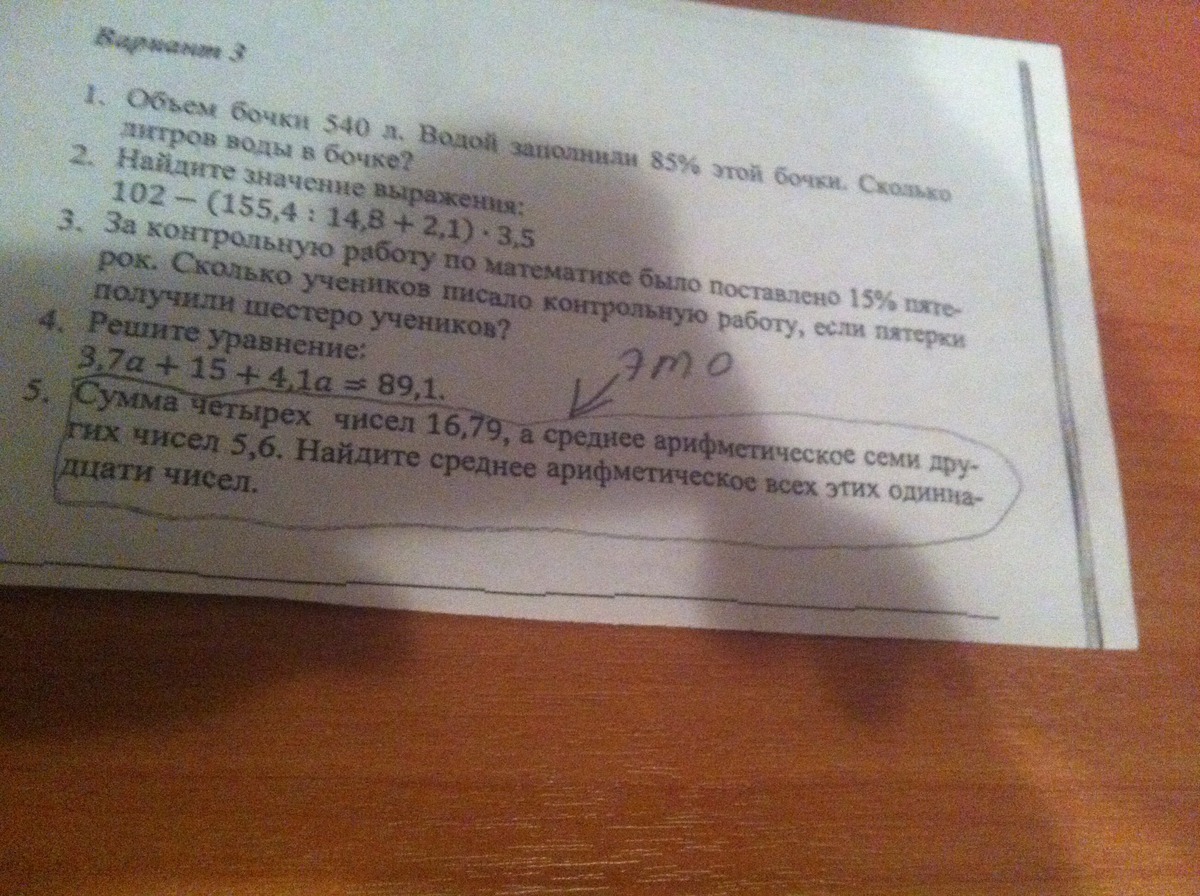 Вариант 3
1. Объем бочки 540 л. Водой заполнили 85% этой бочки. Сколько
литров воды в бочке?
2. Найдите значение выражения:
102 – (155,4 : 14,8 + 2,1) · 3,5
3. За контрольную работу по математике было поставлено 15% пяте-
рок. Сколько учеников писало контрольную работу, если пятерки
получили шестеро учеников?
4. Решите уравнение:
3,7a + 15 + 4,1a = 89,1.
это
5. Сумма четырех чисел 16,79, а среднее арифметическое семи дру-
гих чисел 5,6. Найдите среднее арифметическое всех этих одинна-
дцати чисел.